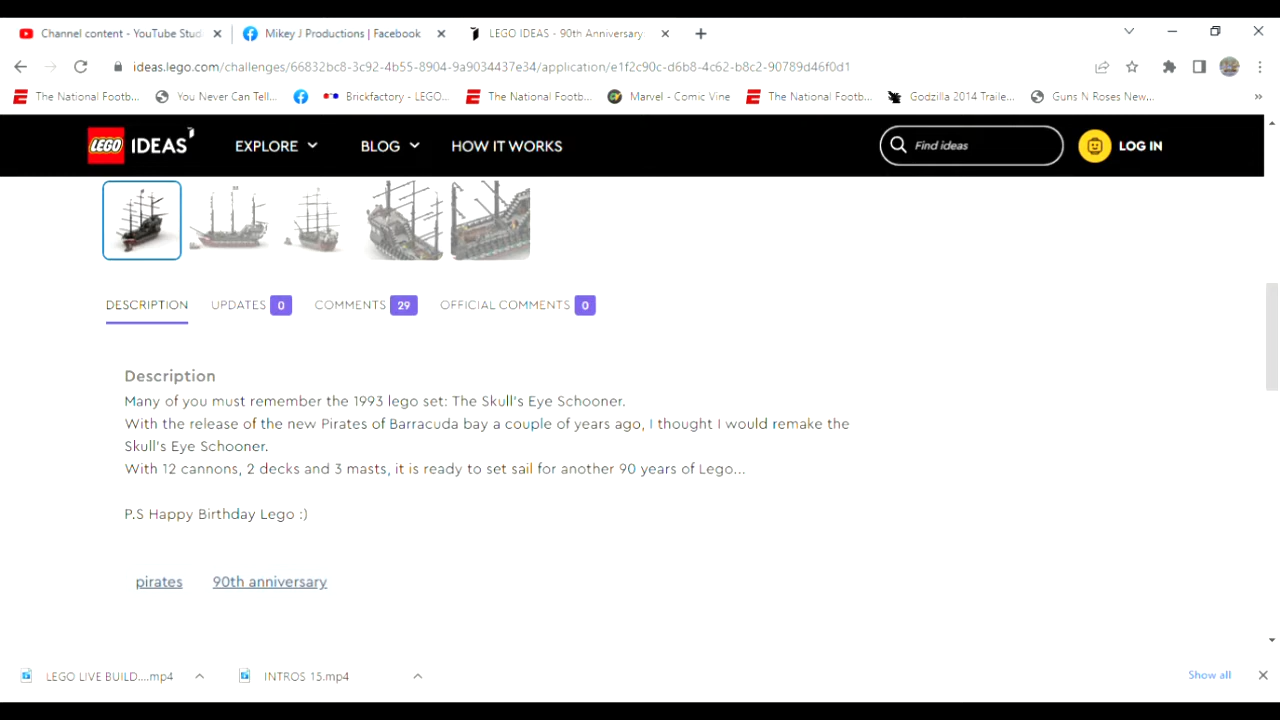 Channel content - YouTube Stud
Mikey J Productions | Facebook
LEGO IDEAS - 90th Anniversary
ideas.lego.com/challenges/66832bc8-3c92-4b55-8904-9a9034437e34/application/e1f2c90c-d6b8-4c62-b8c2-90789d46f0d1
The National Footb...
You Never Can Tell...
Brickfactory - LEGO...
The National Footb...
Marvel - Comic Vine
The National Footb...
Godzilla 2014 Traile...
Guns N Roses New...
LEGO IDEAS
EXPLORE
BLOG
HOW IT WORKS
Find ideas
LOG IN
DESCRIPTION
UPDATES 0
COMMENTS 29
OFFICIAL COMMENTS 0
Description
Many of you must remember the 1993 lego set: The Skull's Eye Schooner.
With the release of the new Pirates of Barracuda bay a couple of years ago, I thought I would remake the
Skull's Eye Schooner.
With 12 cannons, 2 decks and 3 masts, it is ready to set sail for another 90 years of Lego...
P.S Happy Birthday Lego :)
pirates
90th anniversary
LEGO LIVE BUILD....mp4
INTROS 15.mp4
Show all